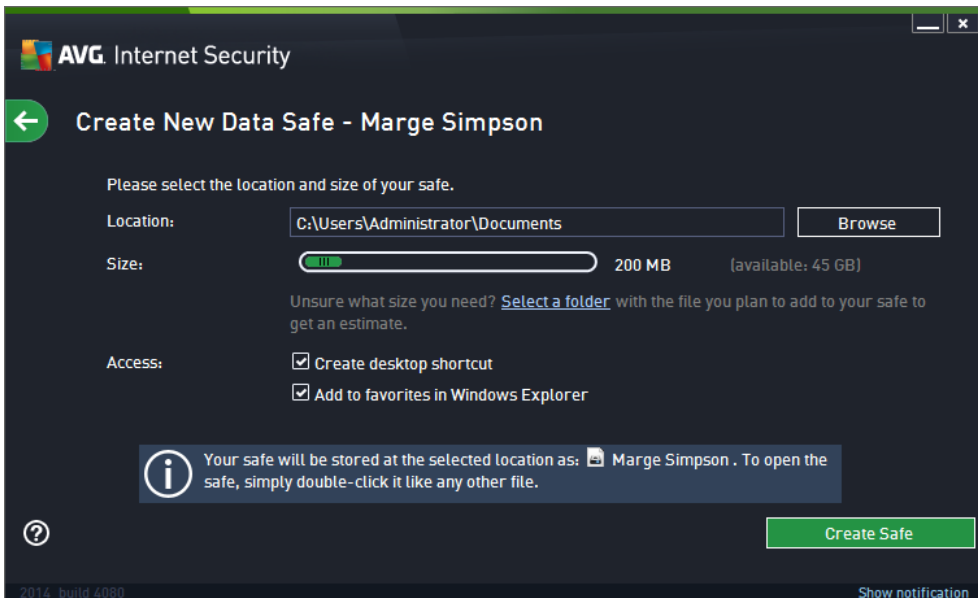 AVG. Internet Security
Create New Data Safe - Marge Simpson
Please select the location and size of your safe.
Location:
C:\Users\Administrator\Documents
Browse
Size:
200 MB
(available: 45 GB)
Unsure what size you need? Select a folder with the file you plan to add to your safe to
get an estimate.
Access:
Create desktop shortcut
Add to favorites in Windows Explorer
Your safe will be stored at the selected location as: Marge Simpson . To open the
safe, simply double-click it like any other file.
Create Safe
2014 build 4080
Show notification